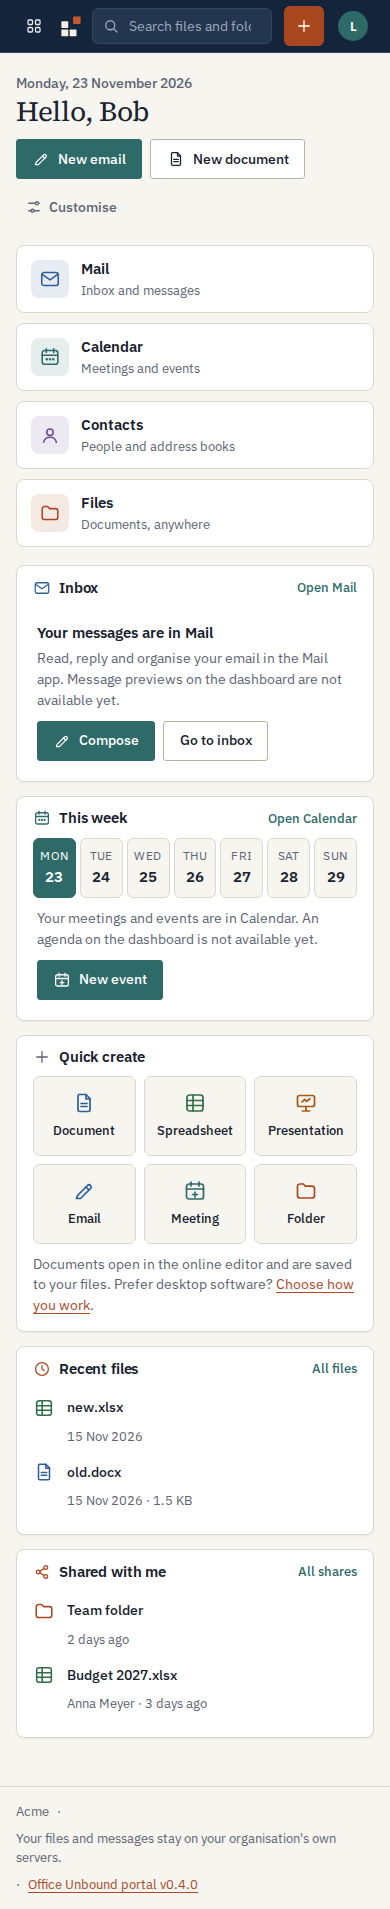 Search files and fold
L
Monday, 23 November 2026
Hello, Bob
New email
New document
Customise
Mail
Inbox and messages
Calendar
Meetings and events
Contacts
People and address books
Files
Documents, anywhere
Inbox
Open Mail
Your messages are in Mail
Read, reply and organise your email in the Mail
app. Message previews on the dashboard are not
available yet.
Compose
Go to inbox
This week
Open Calendar
MON TUE WED THU FRI SAT SUN
23 24 25 26 27 28 29
Your meetings and events are in Calendar. An
agenda on the dashboard is not available yet.
New event
Quick create
Document
Spreadsheet
Presentation
Email
Meeting
Folder
Documents open in the online editor and are saved
to your files. Prefer desktop software? Choose how
you work.
Recent files
All files
new.xlsx
15 Nov 2026
old.docx
15 Nov 2026 · 1.5 KB
Shared with me
All shares
Team folder
2 days ago
Budget 2027.xlsx
Anna Meyer · 3 days ago
Acme ·
Your files and messages stay on your organisation's own
servers.
· Office Unbound portal v0.4.0